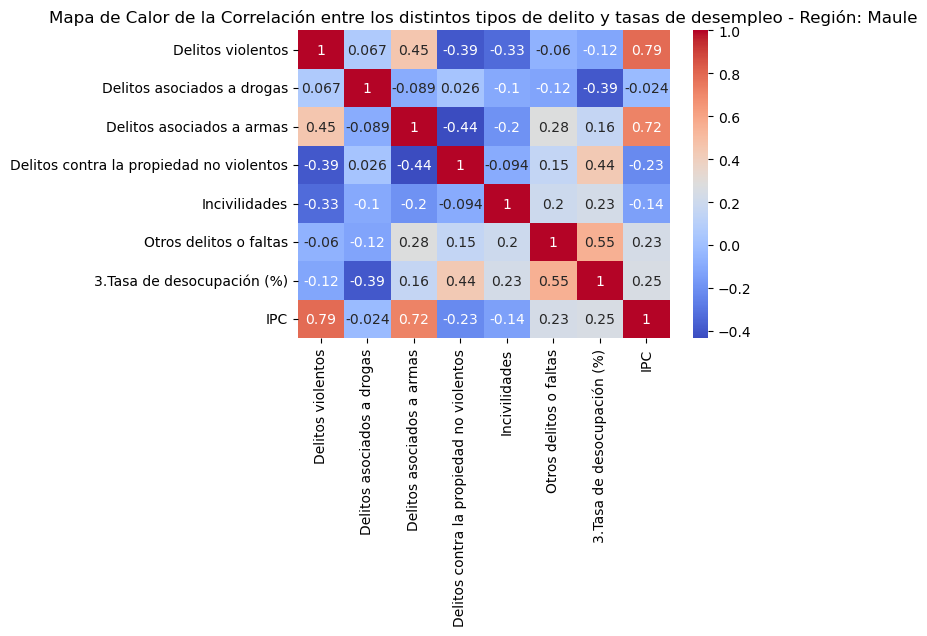 Mapa de Calor de la Correlación entre los distintos tipos de delito y tasas de desempleo - Región: Maule
Delitos violentos 1 0.067 0.45 -0.39 -0.33 -0.06 -0.12 0.79
Delitos asociados a drogas 0.067 1 -0.089 0.026 -0.1 -0.12 -0.39 -0.024
Delitos asociados a armas 0.45 -0.089 1 -0.44 -0.2 0.28 0.16 0.72
Delitos contra la propiedad no violentos -0.39 0.026 -0.44 1 -0.094 0.15 0.44 -0.23
Incivilidades -0.33 -0.1 -0.2 -0.094 1 0.2 0.23 -0.14
Otros delitos o faltas -0.06 -0.12 0.28 0.15 0.2 1 0.55 0.23
3.Tasa de desocupación (%) -0.12 -0.39 0.16 0.44 0.23 0.55 1 0.25
IPC 0.79 -0.024 0.72 -0.23 -0.14 0.23 0.25 1
Delitos violentos
Delitos asociados a drogas
Delitos asociados a armas
Delitos contra la propiedad no violentos
Incivilidades
Otros delitos o faltas
3.Tasa de desocupación (%)
IPC
1.0
0.8
0.6
0.4
0.2
0.0
−0.2
−0.4